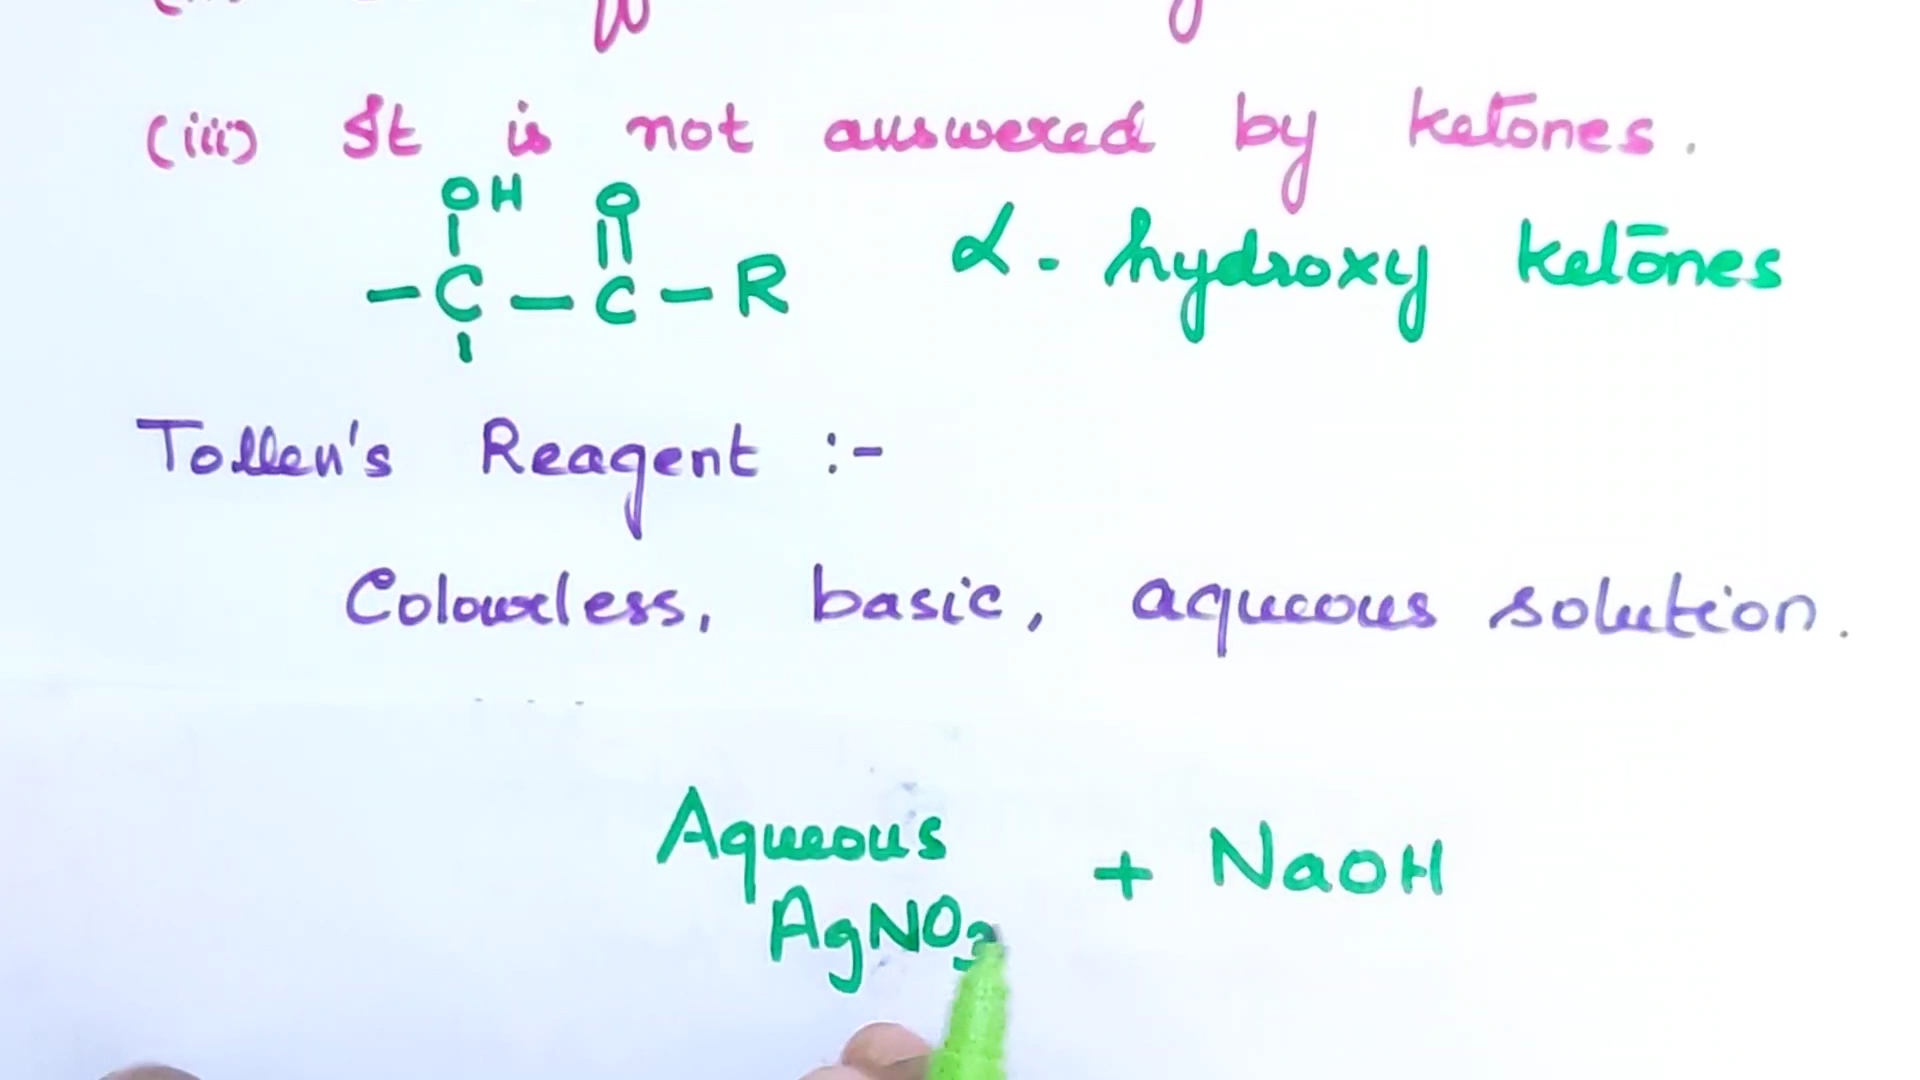 (iii) It is not answered by ketones.
OH O
- C - C - R α - hydroxy ketones
Tollen's Reagent :-
Colourless, basic, aqueous solution.
Aqueous + NaOH
AgNO3